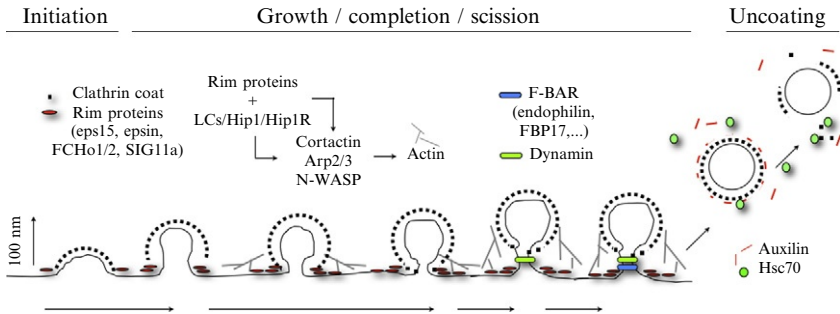 Initiation
Growth / completion / scission
Uncoating
Clathrin coat
Rim proteins
(eps15, epsin,
FCHo1/2, SIG11a)
Rim proteins
+
LCs/Hip1/Hip1R
Cortactin
Arp2/3
N-WASP
Actin
F-BAR
(endophilin,
FBP17,...)
Dynamin
100 nm
Auxilin
Hsc70